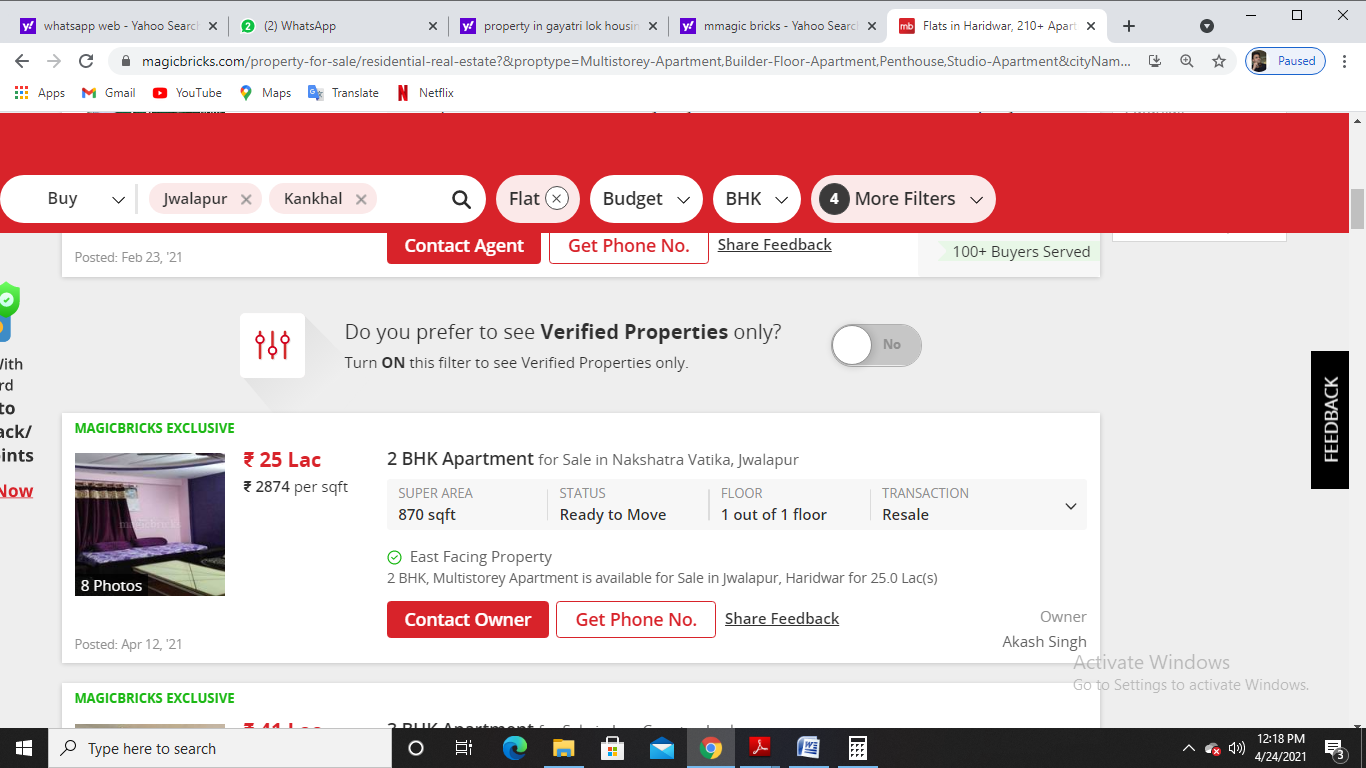 whatsapp web - Yahoo Searc
(2) WhatsApp
property in gayatri lok housin
mmagic bricks - Yahoo Searc
mb Flats in Haridwar, 210+ Apart
magicbricks.com/property-for-sale/residential-real-estate?&proptype=Multistorey-Apartment,Builder-Floor-Apartment,Penthouse,Studio-Apartment&cityNam...
Paused
Apps Gmail YouTube Maps Translate Netflix
Buy Jwalapur Kankhal Flat Budget BHK 4 More Filters
Posted: Feb 23, '21
Contact Agent Get Phone No. Share Feedback
100+ Buyers Served
With
rd
to
ack/
ints
Now
Do you prefer to see Verified Properties only?
Turn ON this filter to see Verified Properties only.
No
FEEDBACK
MAGICBRICKS EXCLUSIVE
₹ 25 Lac
₹ 2874 per sqft
2 BHK Apartment for Sale in Nakshatra Vatika, Jwalapur
SUPER AREA STATUS FLOOR TRANSACTION
870 sqft Ready to Move 1 out of 1 floor Resale
East Facing Property
2 BHK, Multistorey Apartment is available for Sale in Jwalapur, Haridwar for 25.0 Lac(s)
magicbricks
8 Photos
Contact Owner Get Phone No. Share Feedback
Owner
Akash Singh
Posted: Apr 12, '21
Activate Windows
Go to Settings to activate Windows.
MAGICBRICKS EXCLUSIVE
Type here to search
12:18 PM
4/24/2021
3